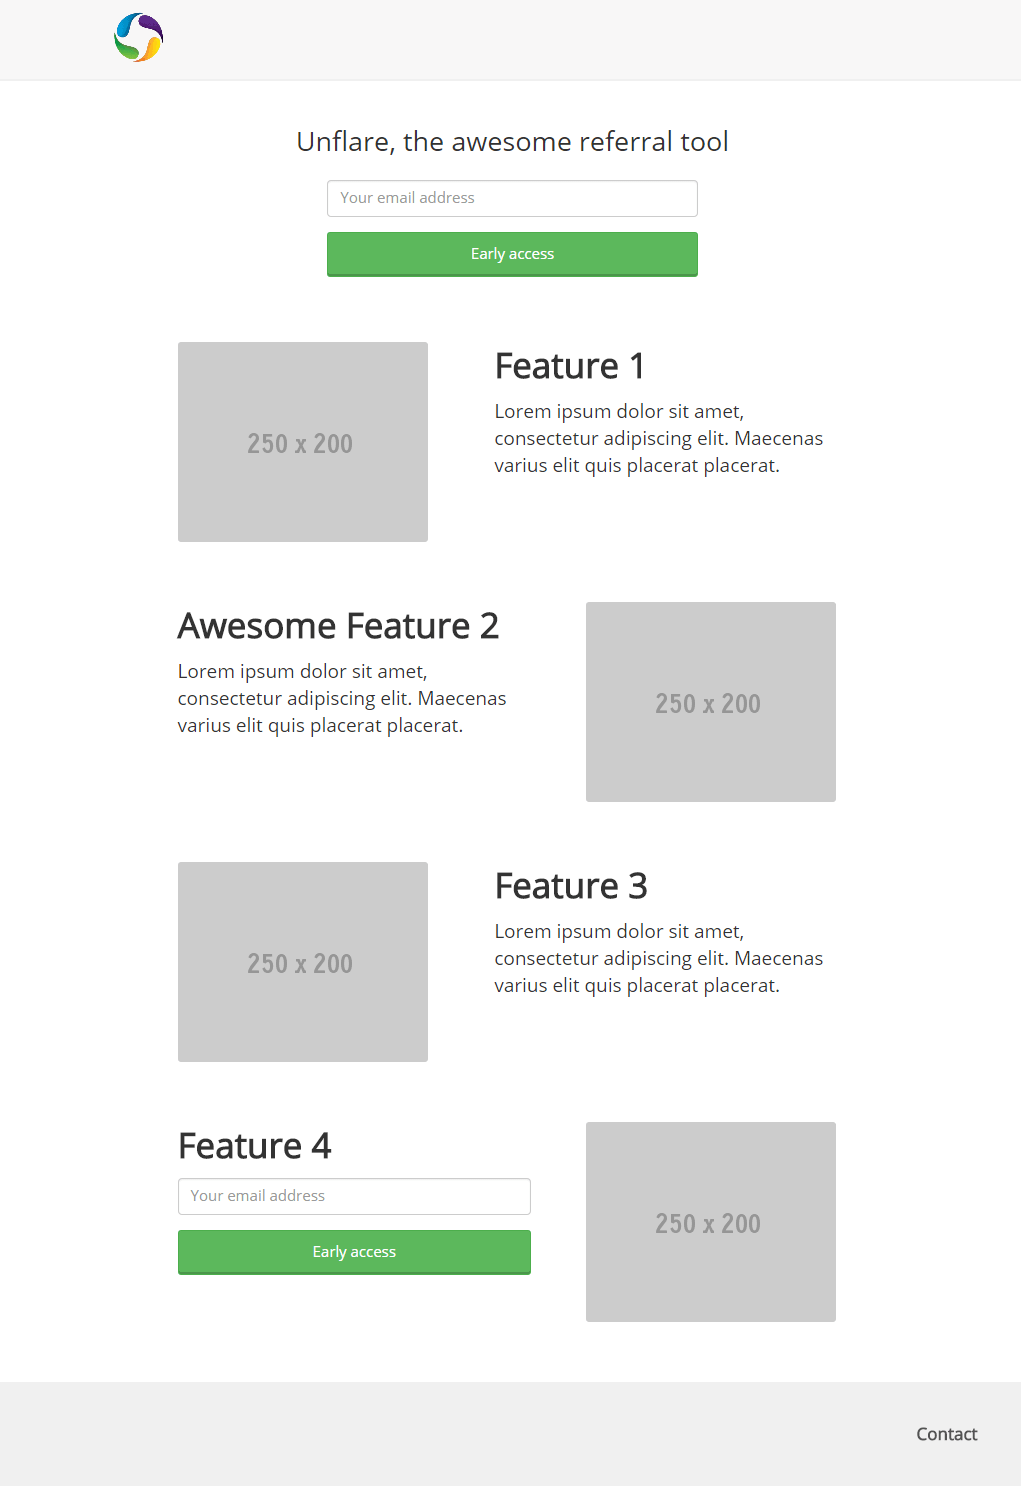 Unflare, the awesome referral tool
Your email address
Early access
250 x 200
Feature 1
Lorem ipsum dolor sit amet,
consectetur adipiscing elit. Maecenas
varius elit quis placerat placerat.
Awesome Feature 2
Lorem ipsum dolor sit amet,
consectetur adipiscing elit. Maecenas
varius elit quis placerat placerat.
250 x 200
250 x 200
Feature 3
Lorem ipsum dolor sit amet,
consectetur adipiscing elit. Maecenas
varius elit quis placerat placerat.
Feature 4
Your email address
Early access
250 x 200
Contact